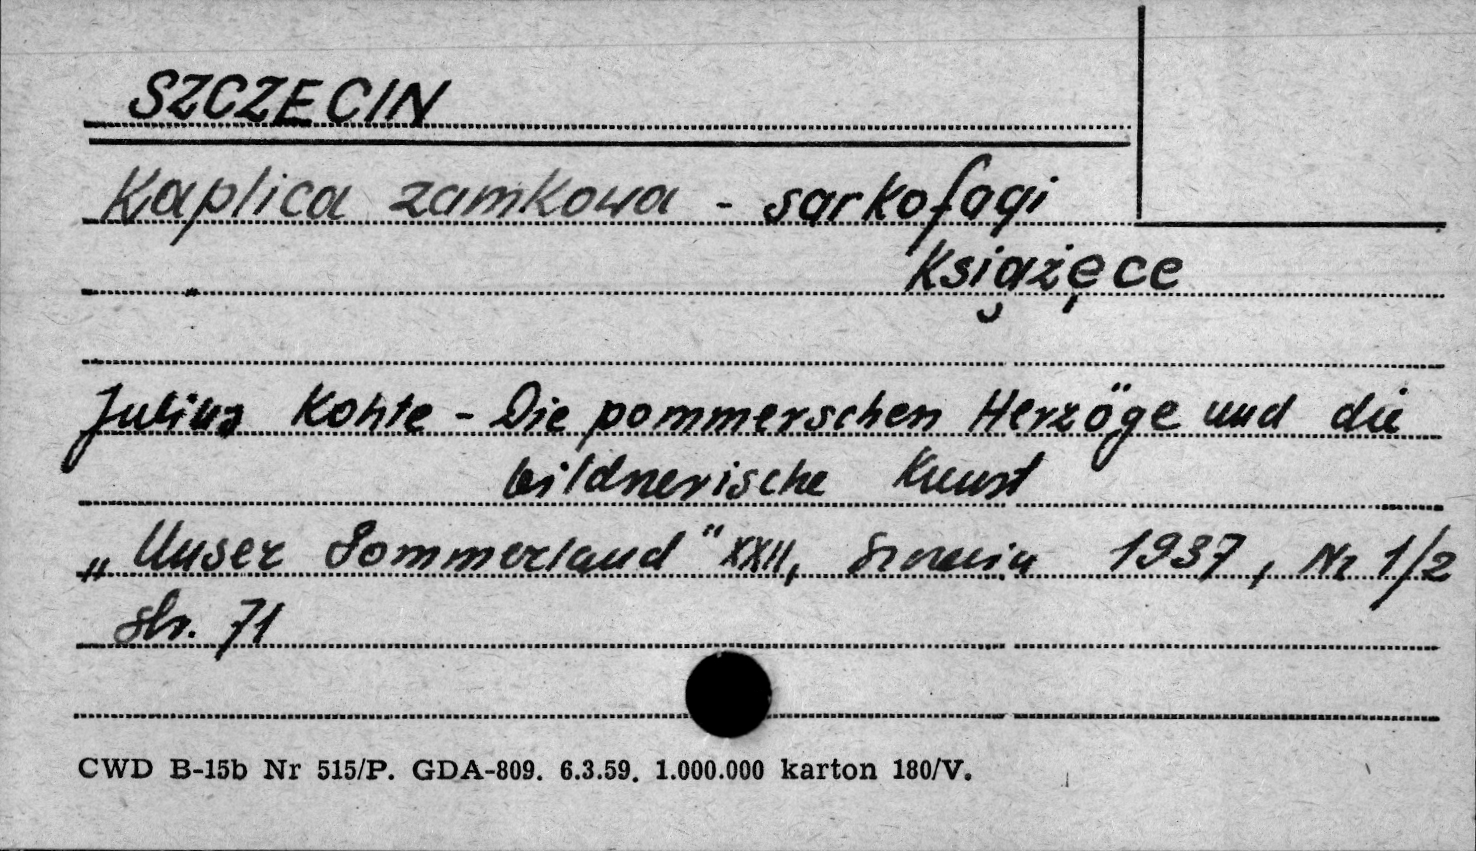 SZCZECIN
Kaplica zamkowa - sarkofagi
książęce
Julius Kohte - Die pommerschen Herzöge und die
bildnerische Kunst
„Unser Pommerland" XXII, 1937, Nr 1/2
str. 71
CWD B-15b Nr 515/P. GDA-809. 6.3.59. 1.000.000 karton 180/V.